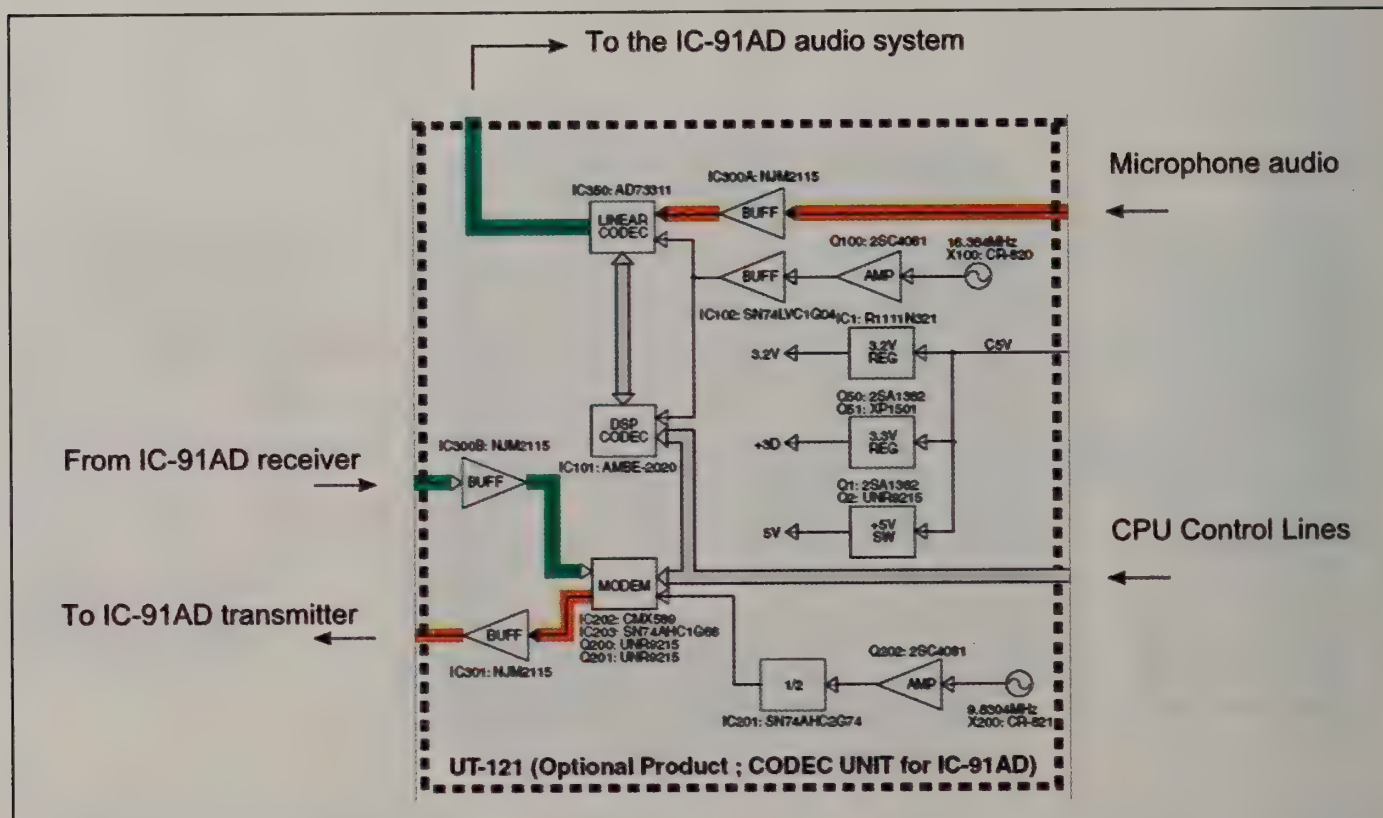 To the IC-91AD audio system
Microphone audio
IC300A: NJM2115
IC350: AD73311
LINEAR
CODEC
BUFF
Q100: 2SC4081
16.384MHz
X100: CR-820
BUFF
AMP
IC102: SN74LVC1G04
IC1: R1111N321
3.2V
3.2V
REG
C5V
Q50: 2SA1362
Q51: XP1501
DSP
CODEC
+3D
3.3V
REG
IC300B: NJM2115
IC101: AMBE-2020
From IC-91AD receiver
BUFF
Q1: 2SA1362
Q2: UNR9215
5V
+5V
SW
CPU Control Lines
MODEM
To IC-91AD transmitter
BUFF
IC202: CMX589
IC203: SN74AHC1G66
Q200: UNR9215
Q201: UNR9215
IC301: NJM2115
Q202: 2SC4081
1/2
AMP
IC201: SN74AHC2G74
9.8304MHz
X200: CR-821
UT-121 (Optional Product ; CODEC UNIT for IC-91AD)